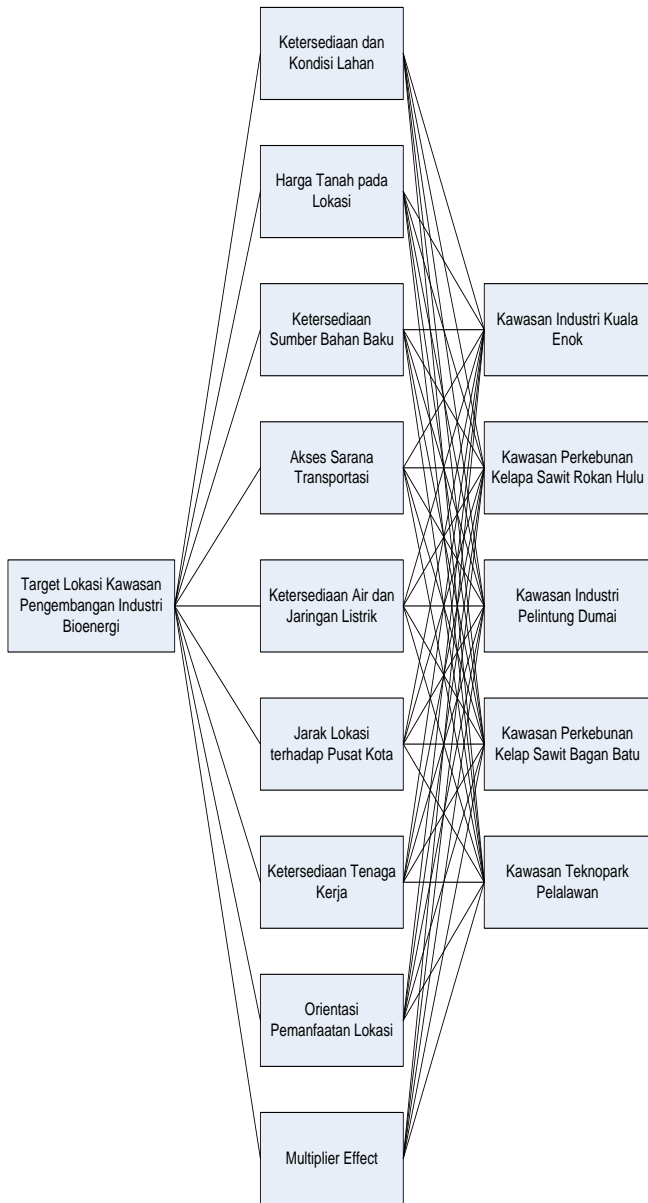 Target Lokasi Kawasan
Pengembangan Industri
Bioenergi
Ketersediaan dan
Kondisi Lahan
Harga Tanah pada
Lokasi
Ketersediaan
Sumber Bahan Baku
Akses Sarana
Transportasi
Ketersediaan Air dan
Jaringan Listrik
Jarak Lokasi
terhadap Pusat Kota
Ketersediaan Tenaga
Kerja
Orientasi
Pemanfaatan Lokasi
Multiplier Effect
Kawasan Industri Kuala
Enok
Kawasan Perkebunan
Kelapa Sawit Rokan Hulu
Kawasan Industri
Pelintung Dumai
Kawasan Perkebunan
Kelap Sawit Bagan Batu
Kawasan Teknopark
Pelalawan